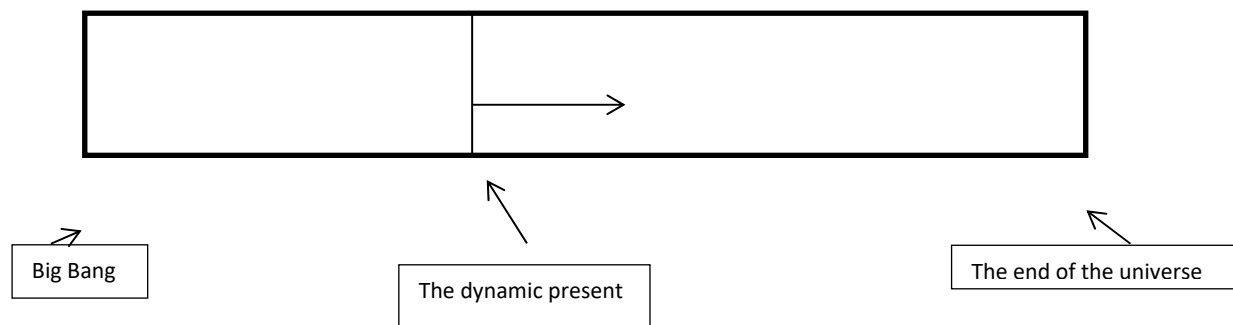 Big Bang
The dynamic present
The end of the universe